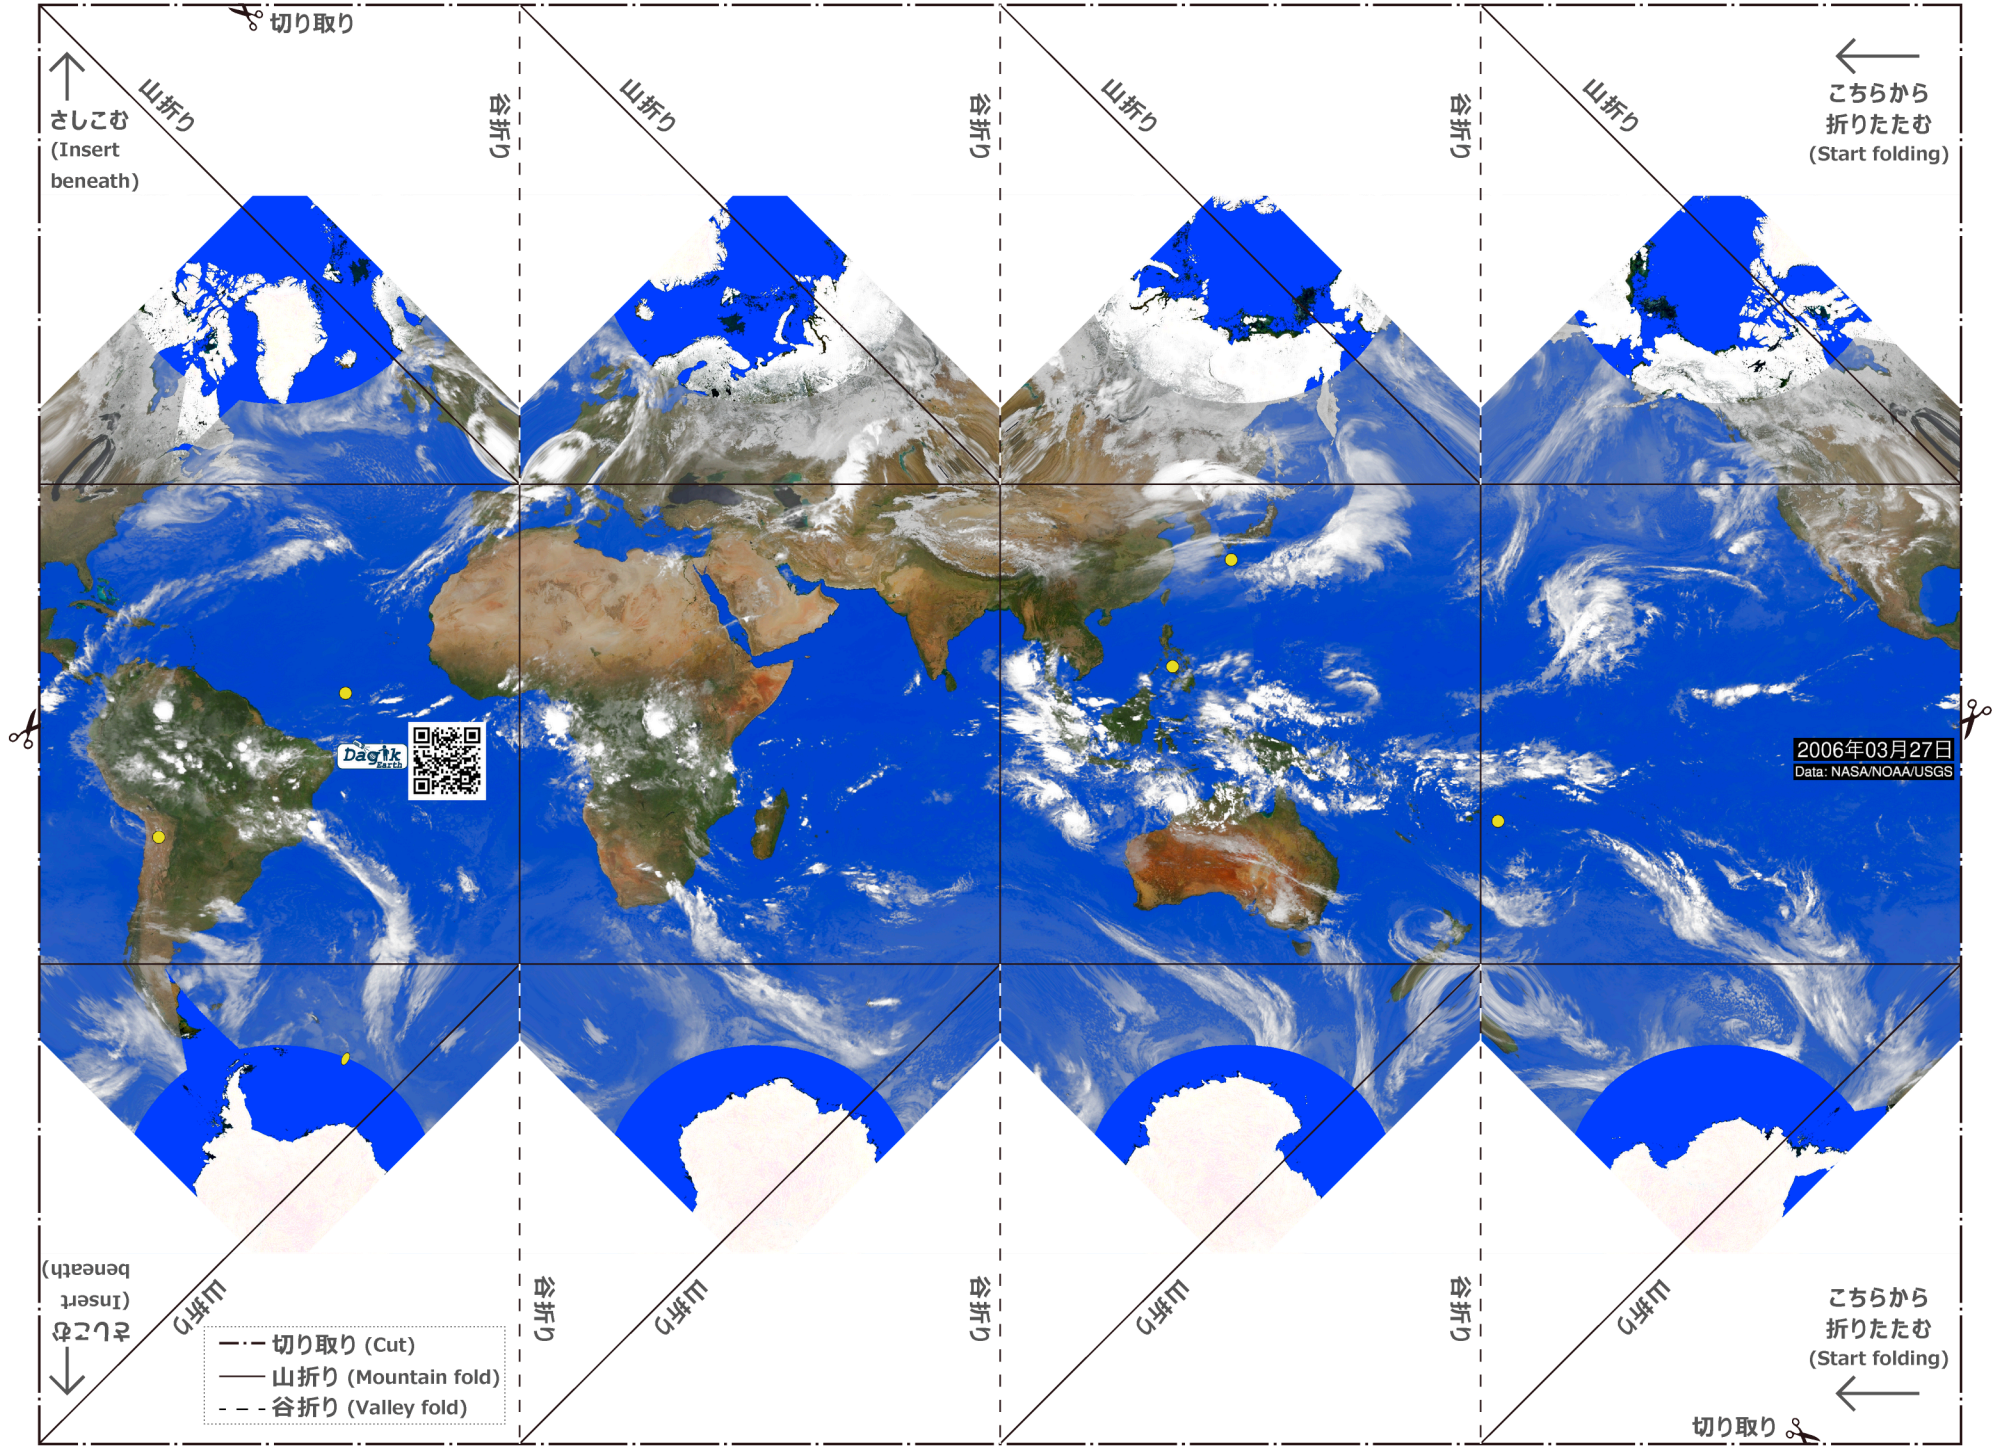 切り取り
さしこむ
(Insert
beneath)
山折り
谷折り
山折り
谷折り
山折り
谷折り
山折り
こちらから
折りたたむ
(Start folding)
Dagik
Earth
2006年03月27日
Data: NASA/NOAA/USGS
さしこむ
(Insert
beneath)
山折り
谷折り
山折り
谷折り
山折り
谷折り
山折り
こちらから
折りたたむ
(Start folding)
切り取り (Cut)
山折り (Mountain fold)
谷折り (Valley fold)
切り取り